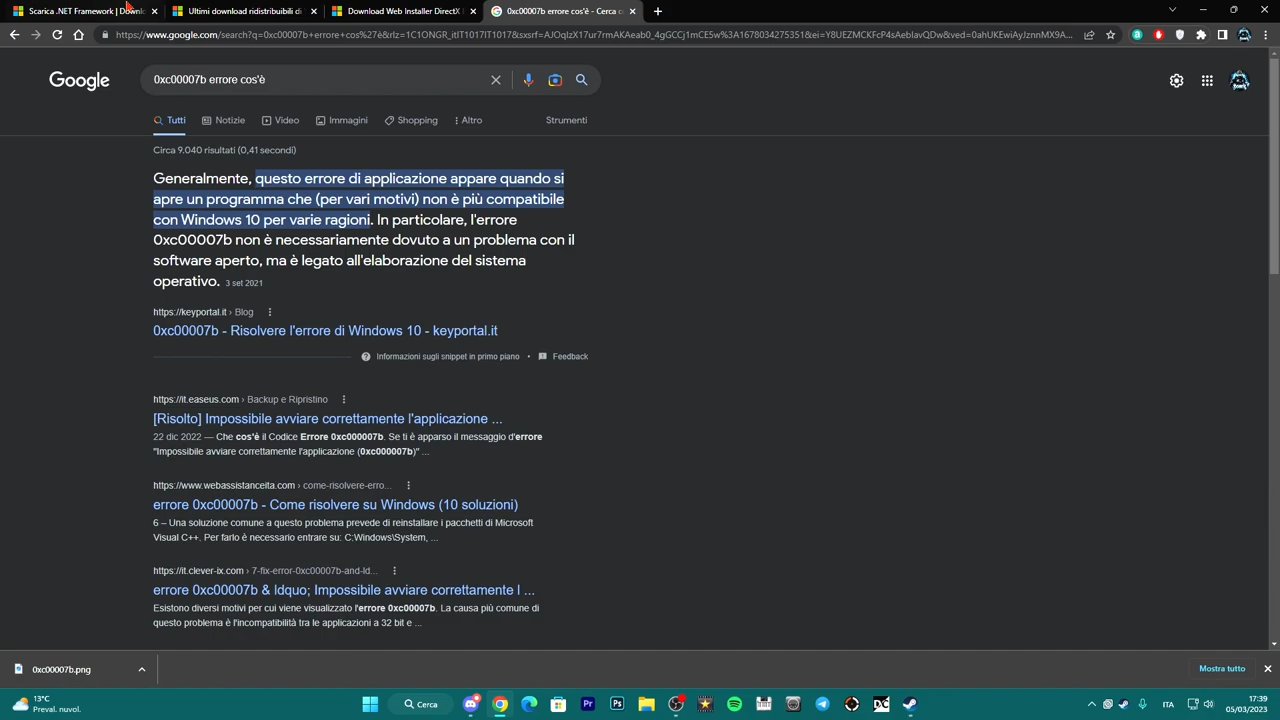 Scarica .NET Framework | Downl
Ultimi download ridistribuibili di
Download Web Installer DirectX
0xc00007b errore cos'è - Cerca c
Google
0xc00007b errore cos'è
Tutti
Notizie
Video
Immagini
Shopping
Altro
Strumenti
Circa 9.040 risultati (0,41 secondi)
Generalmente, questo errore di applicazione appare quando si
apre un programma che (per vari motivi) non è più compatibile
con Windows 10 per varie ragioni. In particolare, l'errore
0xc00007b non è necessariamente dovuto a un problema con il
software aperto, ma è legato all'elaborazione del sistema
operativo. 3 set 2021
https://keyportal.it › Blog
0xc00007b - Risolvere l'errore di Windows 10 - keyportal.it
Informazioni sugli snippet in primo piano • Feedback
https://it.easeus.com › Backup e Ripristino
[Risolto] Impossibile avviare correttamente l'applicazione ...
22 dic 2022 — Che cos'è il Codice Errore 0xc000007b. Se ti è apparso il messaggio d'errore
"Impossibile avviare correttamente l'applicazione (0xc000007b)" ...
https://www.webassistanceita.com › come-risolvere-erro...
errore 0xc00007b - Come risolvere su Windows (10 soluzioni)
6 – Una soluzione comune a questo problema prevede di reinstallare i pacchetti di Microsoft
Visual C++. Per farlo è necessario entrare su: C:Windows\System, ...
https://it.clever-ix.com › 7-fix-error-0xc00007b-and-ld...
errore 0xc00007b & ldquo; Impossibile avviare correttamente l ...
Esistono diversi motivi per cui viene visualizzato l'errore 0xc00007b. La causa più comune di
questo problema è l'incompatibilità tra le applicazioni a 32 bit e ...
0xc00007b.png
Mostra tutto
13°C
Preval. nuvol.
Cerca
Pr
Ps
DC
ITA
17:39
05/03/2023